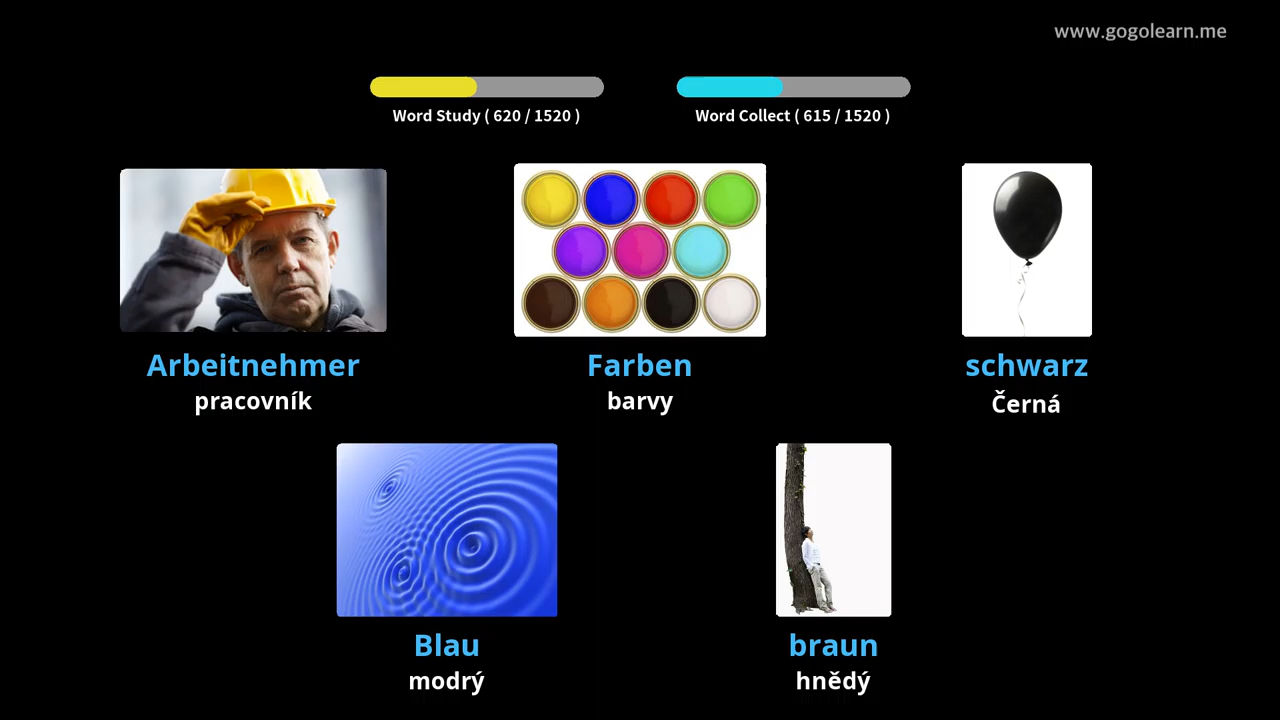 www.gogolearn.me
Word Study ( 620 / 1520 )
Word Collect ( 615 / 1520 )
Arbeitnehmer
pracovník
Farben
barvy
schwarz
Černá
Blau
modrý
braun
hnědý